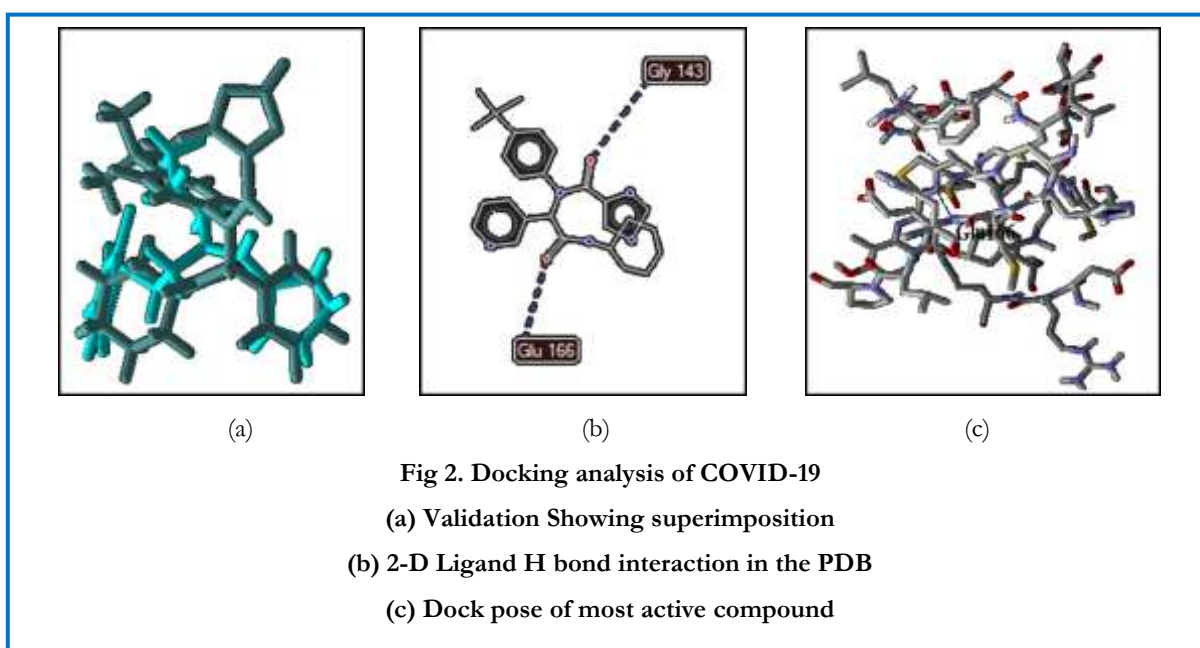 Gly 143
Glu 166
Glu166
(a)
(b)
(c)
Fig 2. Docking analysis of COVID-19
(a) Validation Showing superimposition
(b) 2-D Ligand H bond interaction in the PDB
(c) Dock pose of most active compound